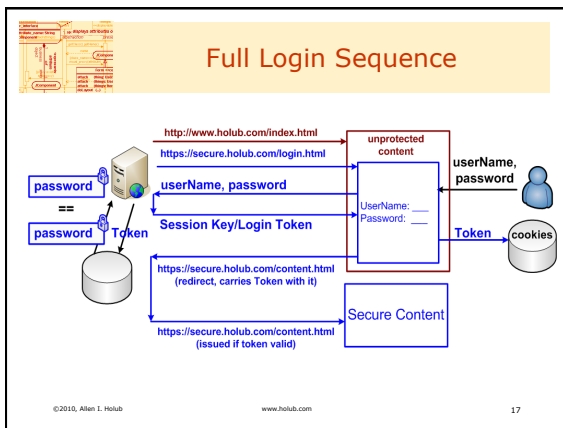 Full Login Sequence
http://www.holub.com/index.html
unprotected
content
https://secure.holub.com/login.html
userName,
password
password
==
password
userName, password
UserName: ___
Password: ___
Session Key/Login Token
Token
Token
cookies
https://secure.holub.com/content.html
(redirect, carries Token with it)
Secure Content
https://secure.holub.com/content.html
(issued if token valid)
©2010, Allen I. Holub
www.holub.com
17